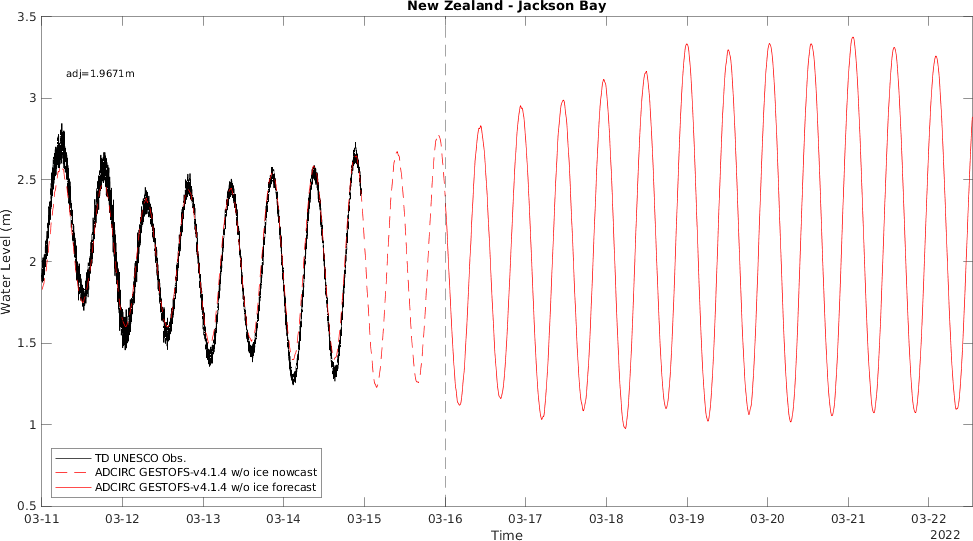 New Zealand - Jackson Bay
adj=1.9671m
Water Level (m)
3.5
3
2.5
2
1.5
1
0.5
TD UNESCO Obs.
ADCIRC GESTOFS-v4.1.4 w/o ice nowcast
ADCIRC GESTOFS-v4.1.4 w/o ice forecast
03-11 03-12 03-13 03-14 03-15 03-16 03-17 03-18 03-19 03-20 03-21 03-22
Time
2022